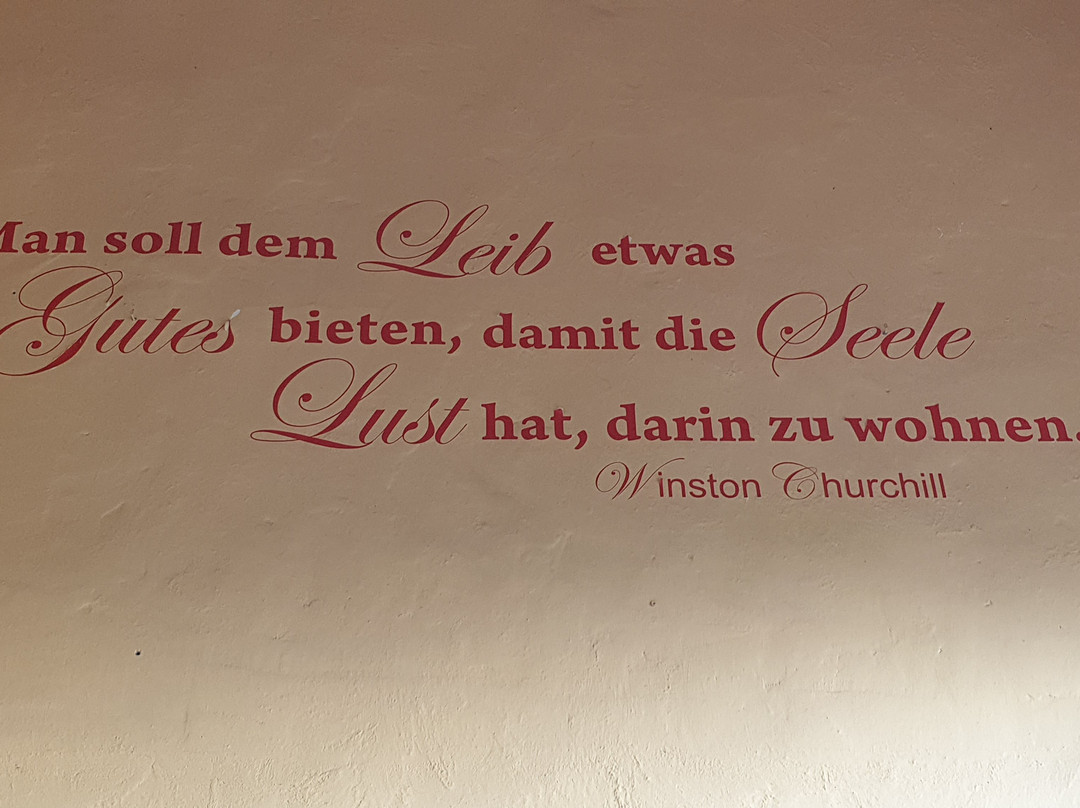 Man soll dem Leib etwas
Gutes bieten, damit die Seele
Lust hat, darin zu wohnen.
Winston Churchill